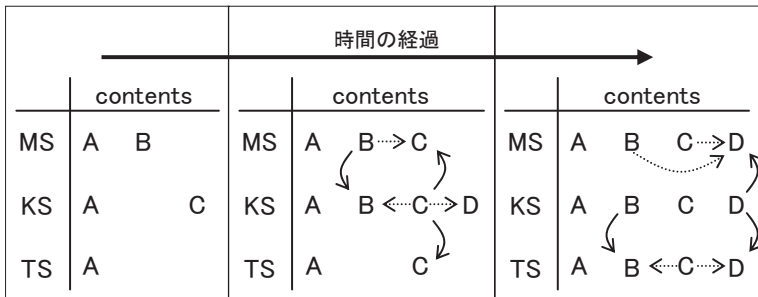 時間の経過
contents
MS A B
KS A C
TS A
contents
MS A B C
KS A B C D
TS A C
contents
MS A B C D
KS A B C D
TS A B C D